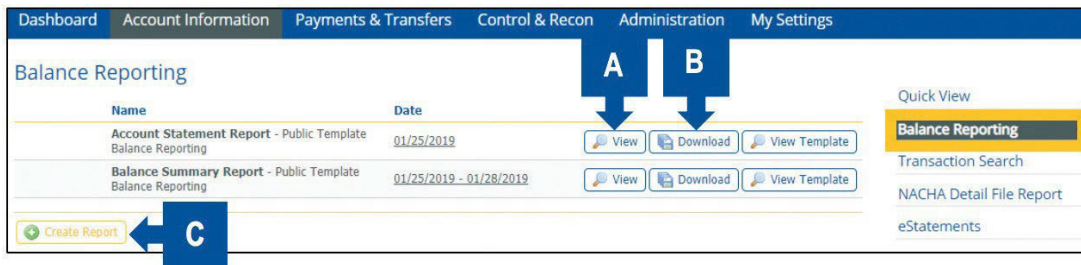 Dashboard Account Information Payments & Transfers Control & Recon Administration My Settings
A B
Balance Reporting
Name Date
Account Statement Report - Public Template
Balance Reporting
01/25/2019 View Download View Template
Balance Summary Report - Public Template
Balance Reporting
01/25/2019 - 01/28/2019 View Download View Template
Create Report C
Quick View
Balance Reporting
Transaction Search
NACHA Detail File Report
eStatements